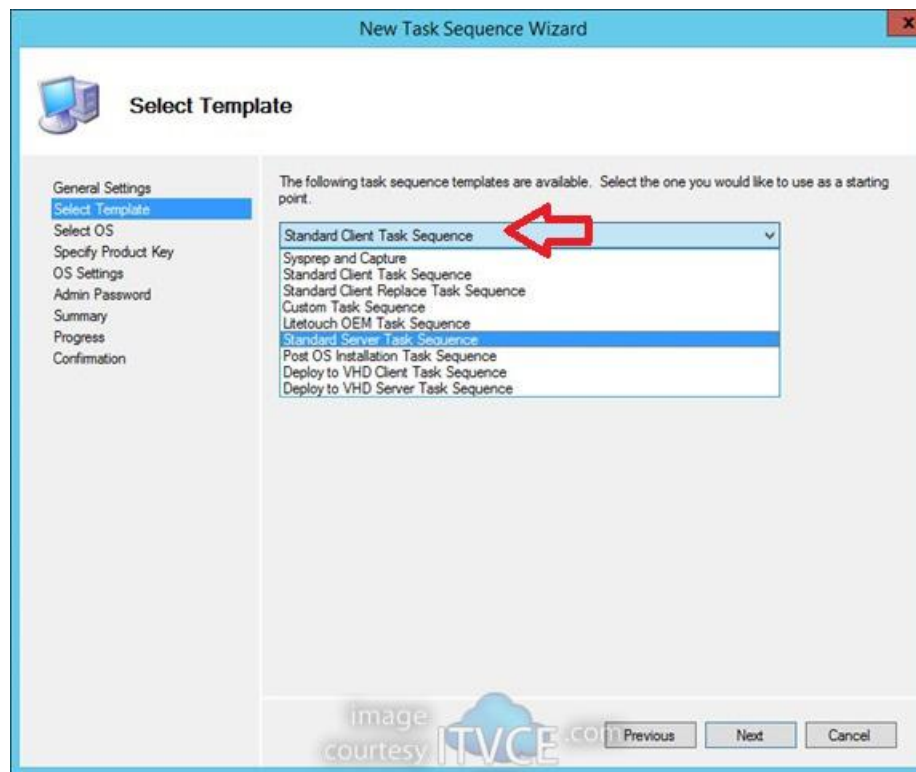 New Task Sequence Wizard
x
Select Template
General Settings
Select Template
Select OS
Specify Product Key
OS Settings
Admin Password
Summary
Progress
Confirmation
The following task sequence templates are available. Select the one you would like to use as a starting
point.
Standard Client Task Sequence
Sysprep and Capture
Standard Client Task Sequence
Standard Client Replace Task Sequence
Custom Task Sequence
Litetouch OEM Task Sequence
Standard Server Task Sequence
Post OS Installation Task Sequence
Deploy to VHD Client Task Sequence
Deploy to VHD Server Task Sequence
image
courtesy ITVCE .com
Previous Next Cancel